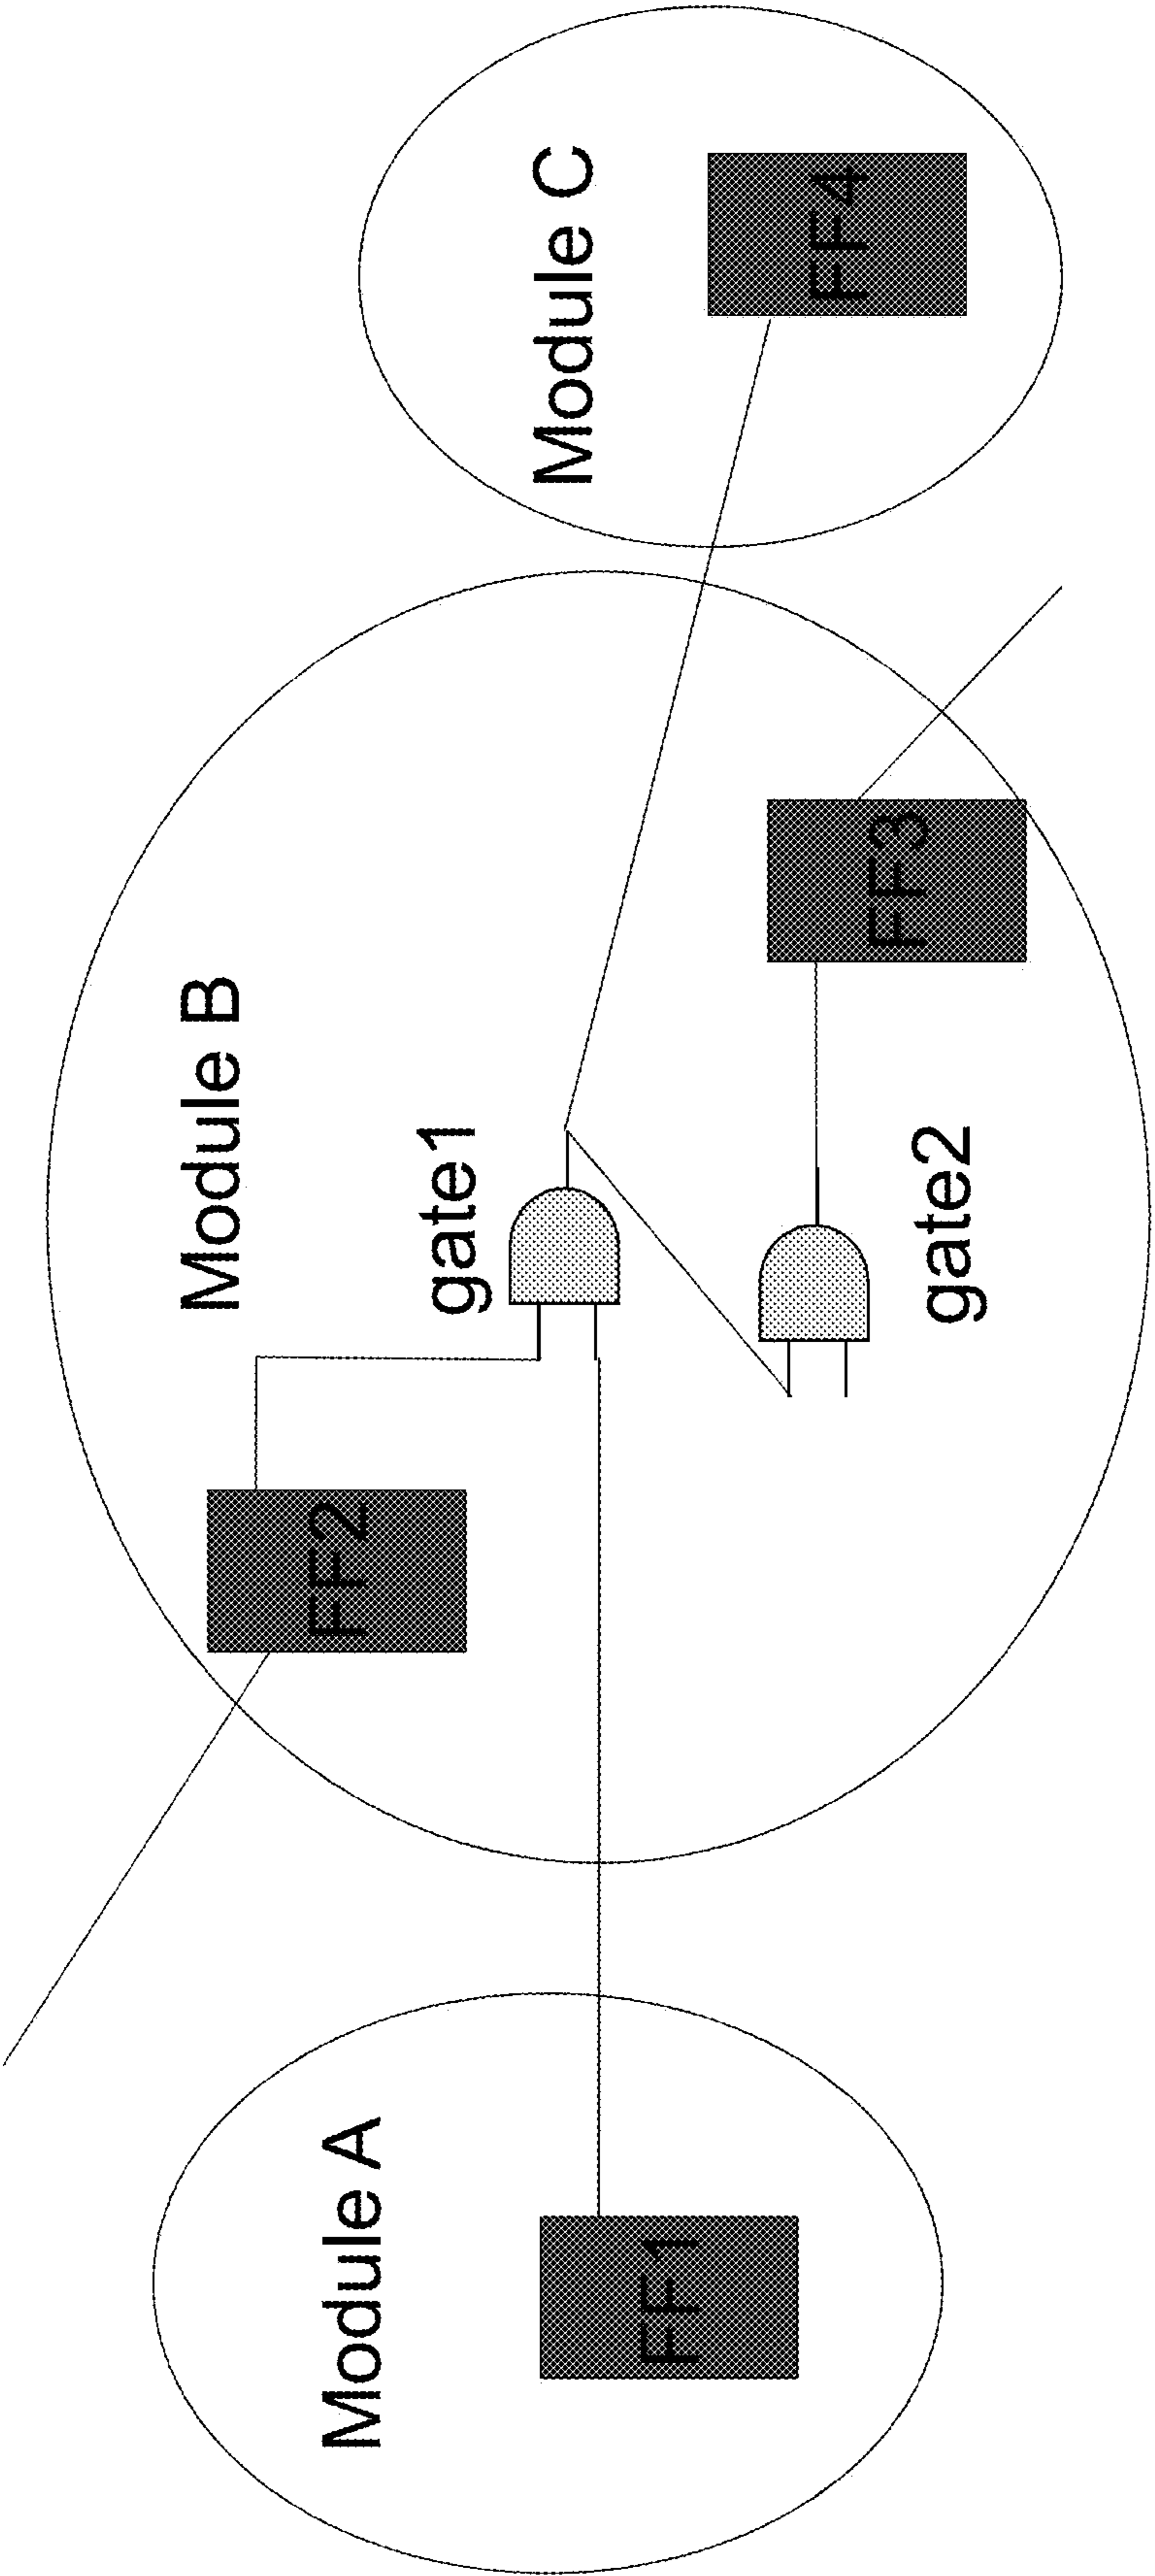 Module A
FF1
Module B
FF2
gate1
gate2
FF3
Module C
FF4